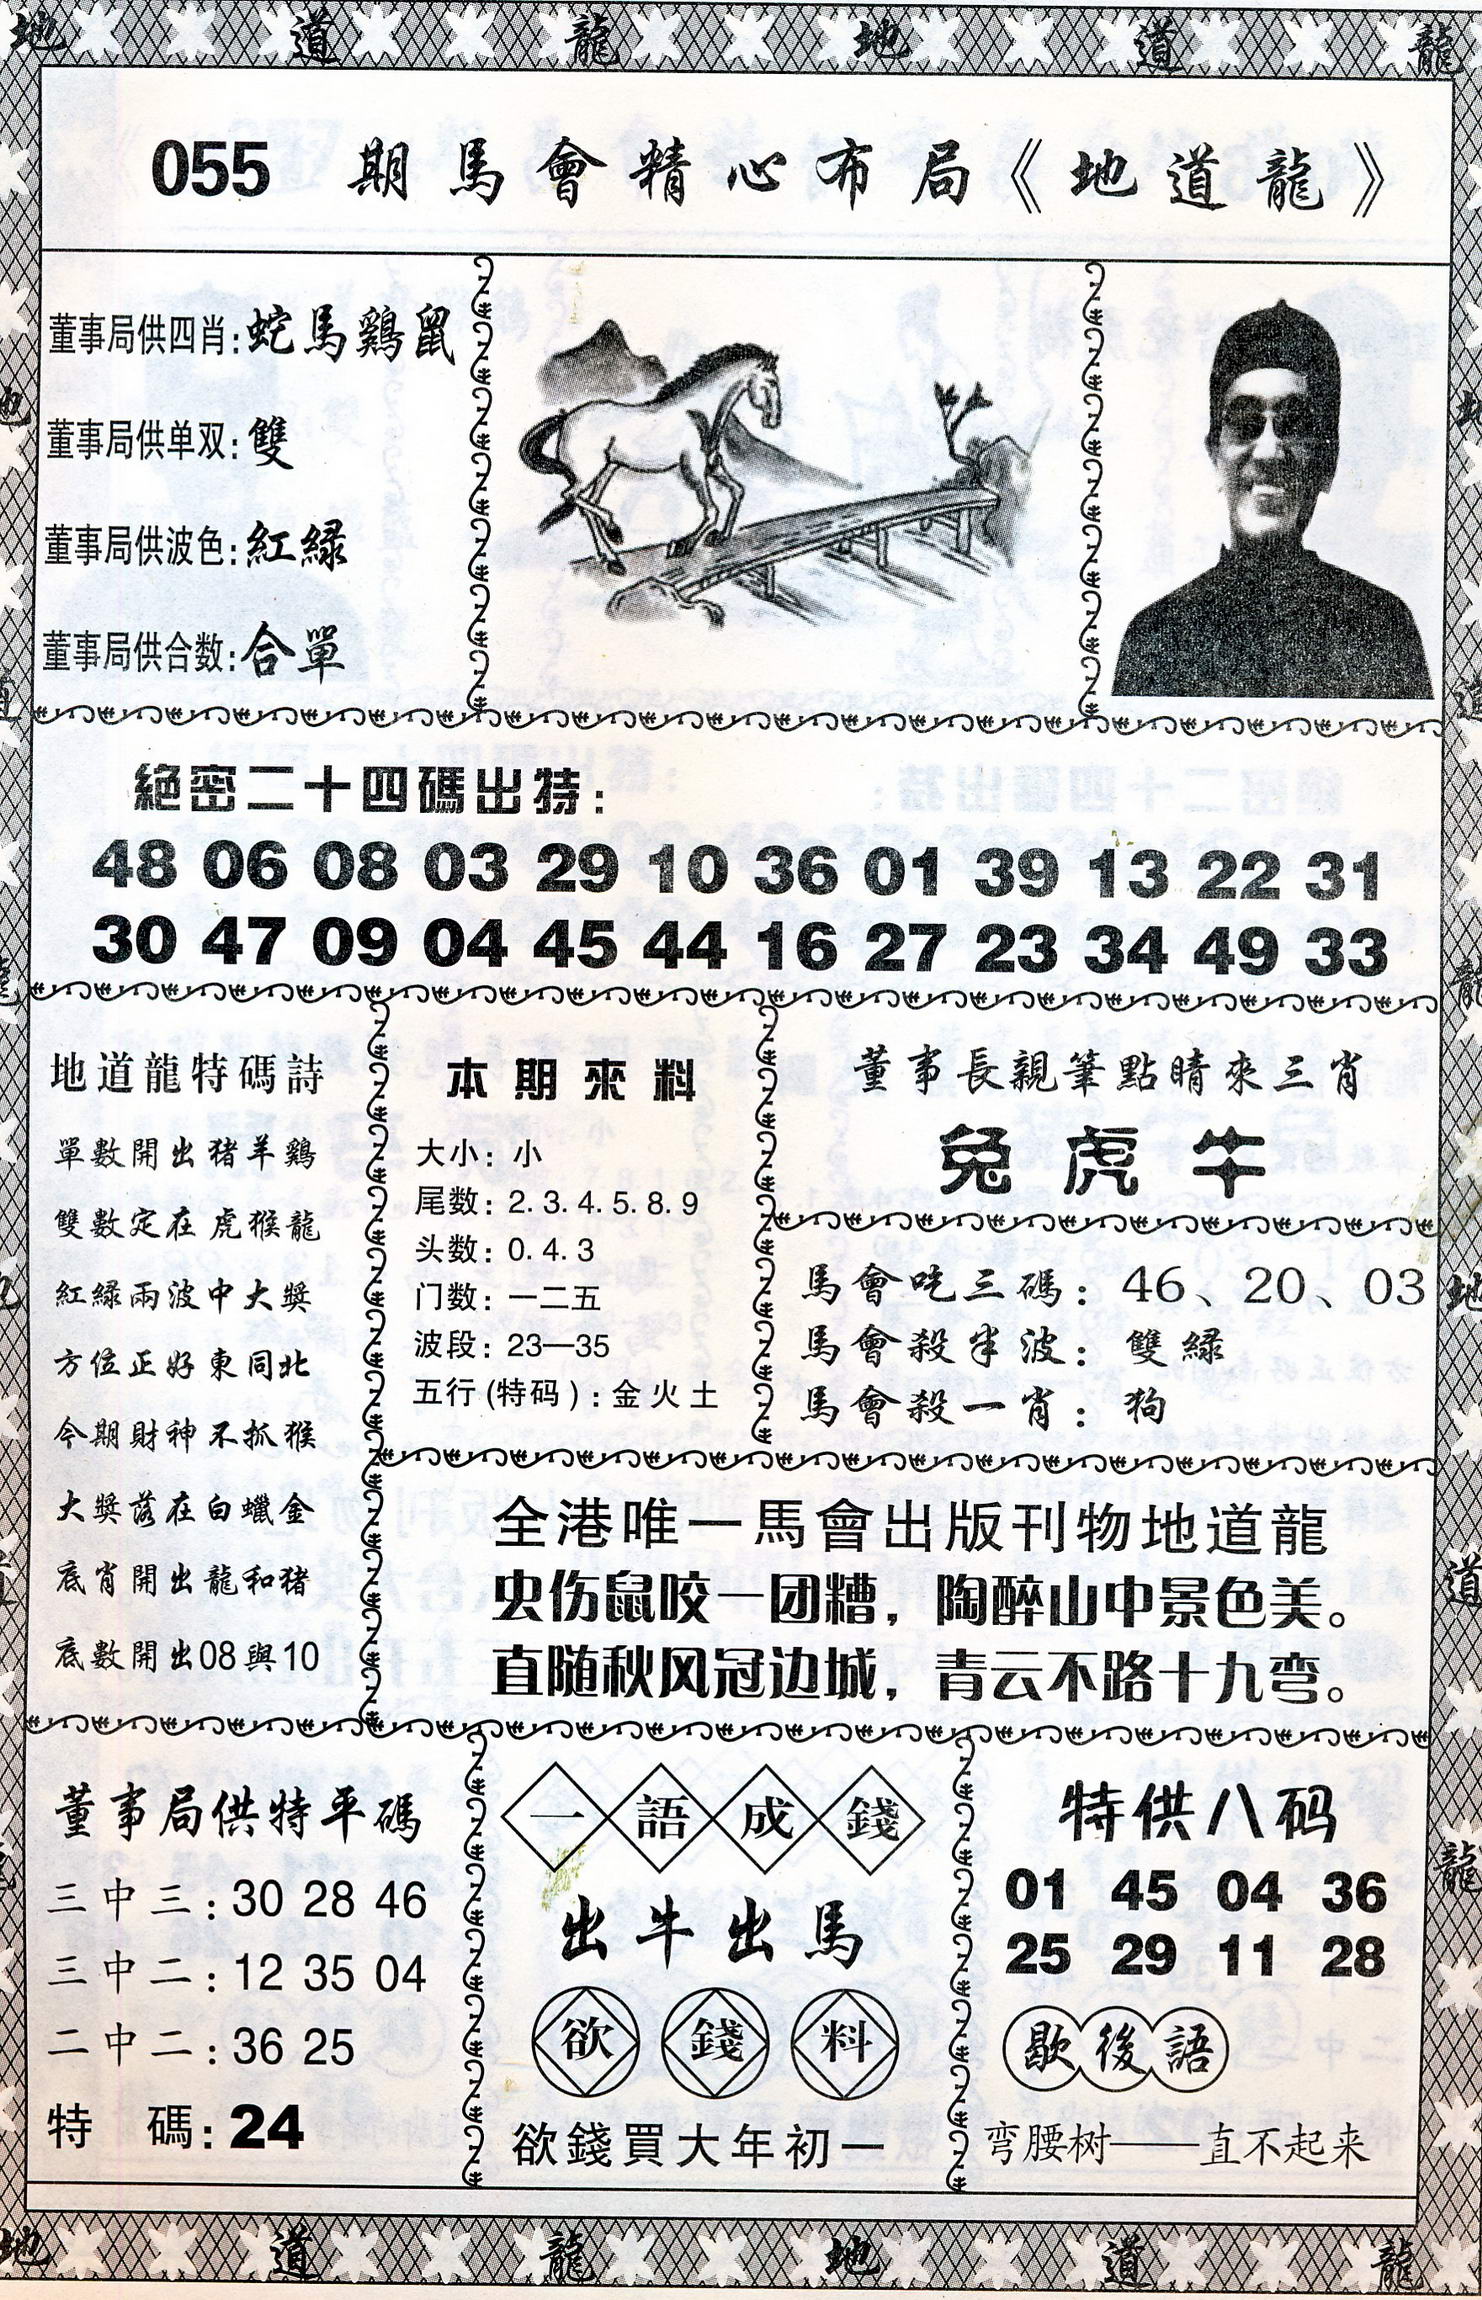 地 道 龍 地 道 龍
055 期馬會精心布局《地道龍》
董事局供四肖:蛇馬鷄鼠
董事局供单双:雙
董事局供波色:紅緑
董事局供合数:合單
絕密二十四碼出特:
48 06 08 03 29 10 36 01 39 13 22 31
30 47 09 04 45 44 16 27 23 34 49 33
地道龍特碼詩
單數開出猪羊鷄
雙數定在虎猴龍
紅緑兩波中大獎
方位正好東同北
今期財神不抓猴
大獎落在白蠟金
底肖開出龍和猪
底數開出08與10
本期來料
大小: 小
尾数: 2.3.4.5.8.9
头数: 0.4.3
门数: 一二五
波段: 23—35
五行(特码): 金火土
董事長親筆點睛來三肖
兔虎牛
馬會吃三碼: 46、20、03
馬會殺半波: 雙緑
馬會殺一肖: 狗
全港唯一馬會出版刊物地道龍
虫伤鼠咬一团糟，陶醉山中景色美。
直随秋风冠边城，青云不路十九弯。
董事局供特平碼
三中三: 30 28 46
三中二: 12 35 04
二中二: 36 25
特 碼: 24
一語成錢
出牛出馬
欲錢料
欲錢買大年初一
特供八码
01 45 04 36
25 29 11 28
歇後語
弯腰树——直不起来
地 道 龍 地 道 龍